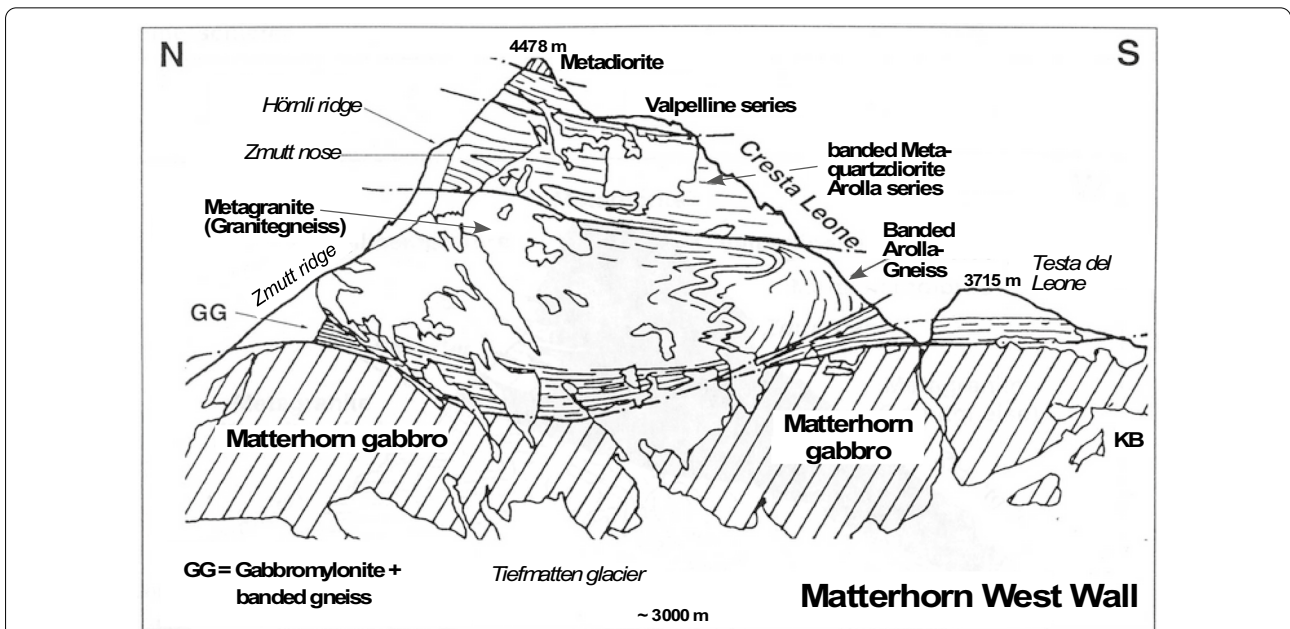 N
S
4478 m
Metadiorite
Hörnli ridge
Valpelline series
Zmutt nose
banded Meta-
quartzdiorite
Arolla series
Cresta Leone
Metagranite
(Granitegneiss)
Banded
Arolla-
Gneiss
Zmutt ridge
3715 m
Testa del
Leone
GG
Matterhorn gabbro
Matterhorn
gabbro
KB
GG = Gabbromylonite +
banded gneiss
Tiefmatten glacier
~ 3000 m
Matterhorn West Wall